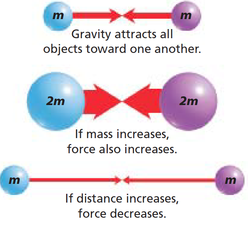 m m
Gravity attracts all
objects toward one another.
2m 2m
If mass increases,
force also increases.
m m
If distance increases,
force decreases.